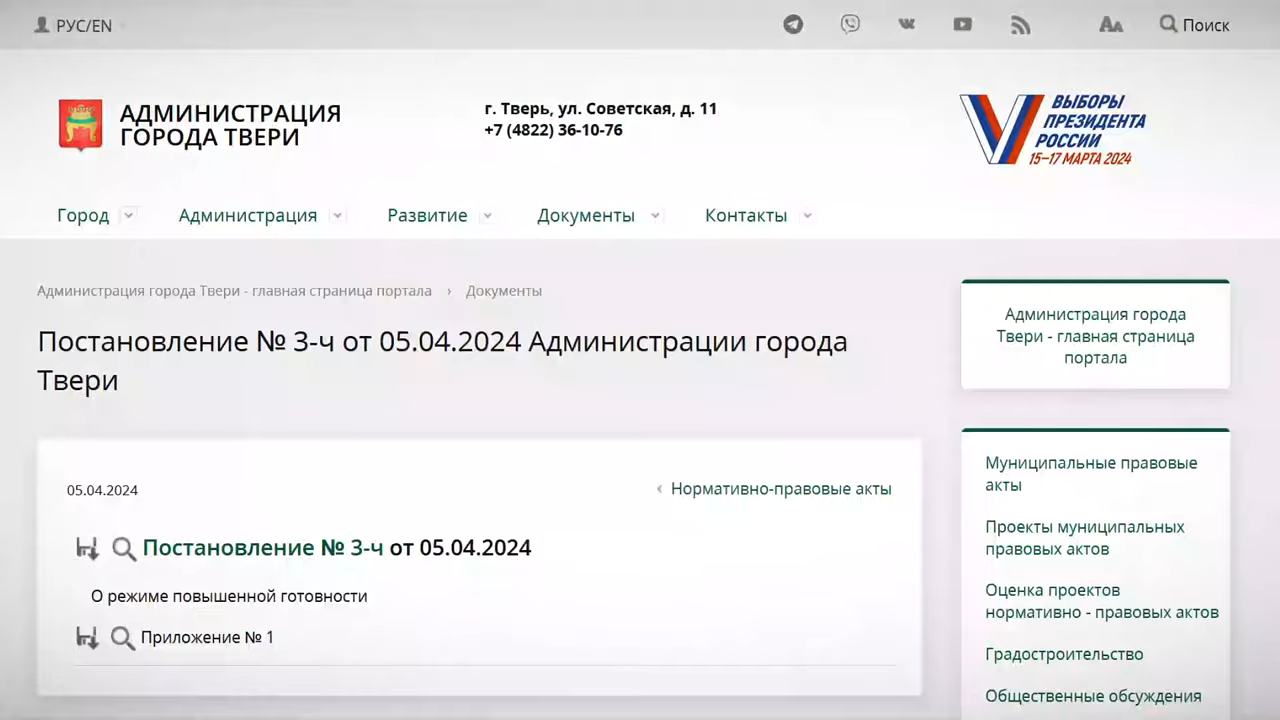 РУС/EN
Поиск
АДМИНИСТРАЦИЯ
ГОРОДА ТВЕРИ
г. Тверь, ул. Советская, д. 11
+7 (4822) 36-10-76
ВЫБОРЫ
ПРЕЗИДЕНТА
РОССИИ
15–17 МАРТА 2024
Город
Администрация
Развитие
Документы
Контакты
Администрация города Твери - главная страница портала › Документы
Постановление № 3-ч от 05.04.2024 Администрации города
Твери
05.04.2024
Нормативно-правовые акты
Постановление № 3-ч от 05.04.2024
О режиме повышенной готовности
Приложение № 1
Администрация города
Твери - главная страница
портала
Муниципальные правовые
акты
Проекты муниципальных
правовых актов
Оценка проектов
нормативно - правовых актов
Градостроительство
Общественные обсуждения